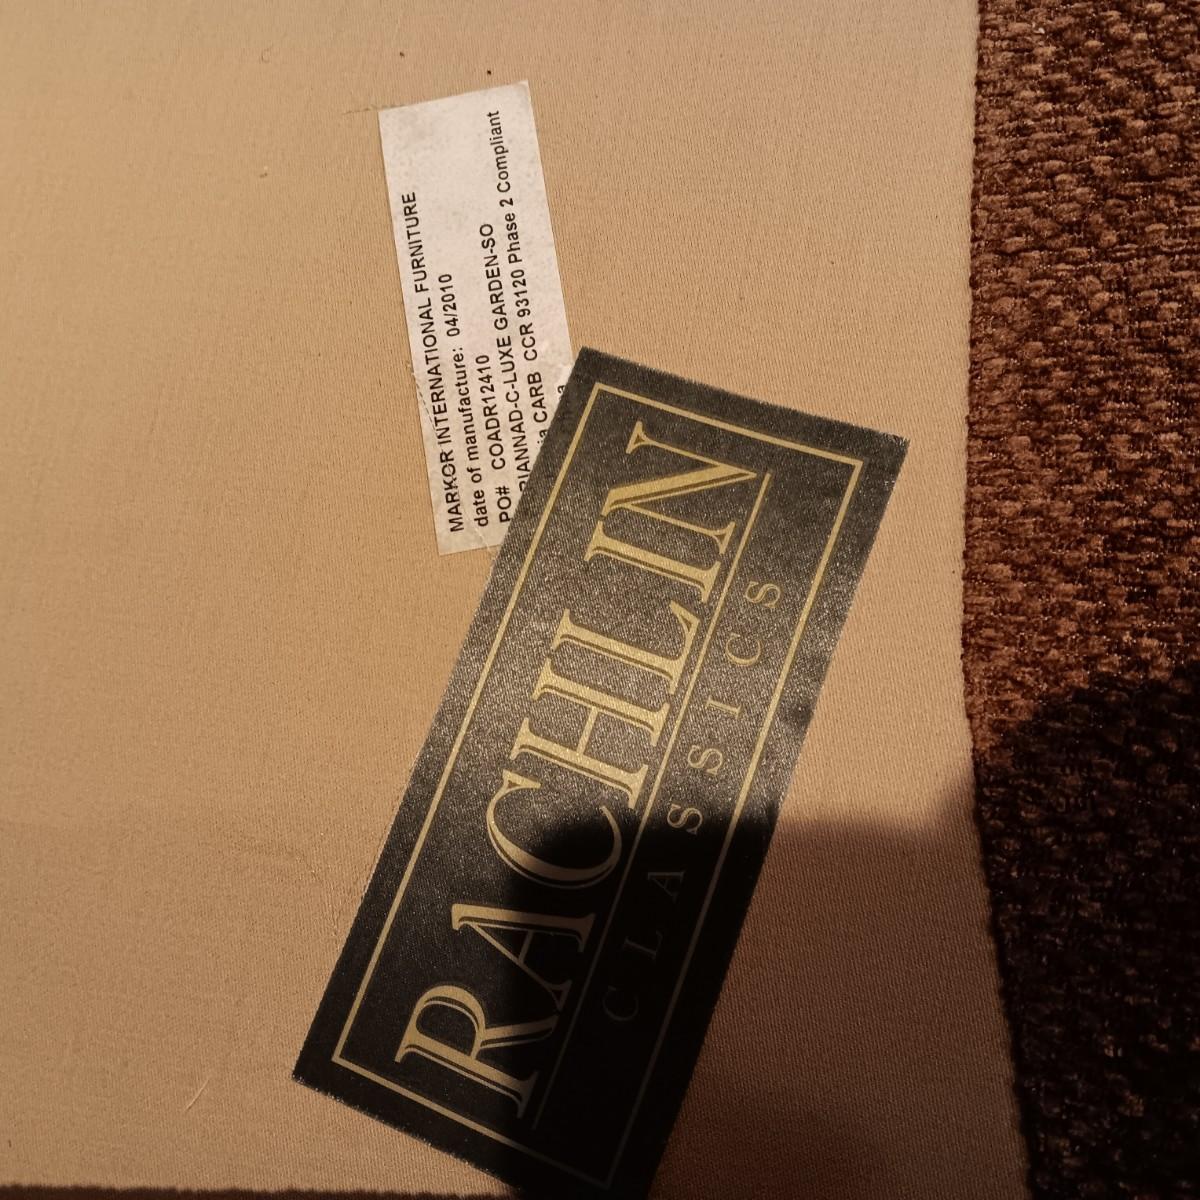 MARKOR INTERNATIONAL FURNITURE
date of manufacture: 04/2010
PO# COADR12410
RIANNAD-C-LUXE GARDEN-SO
CARB CCR 93120 Phase 2 Compliant
RACHLIN
CLASSICS